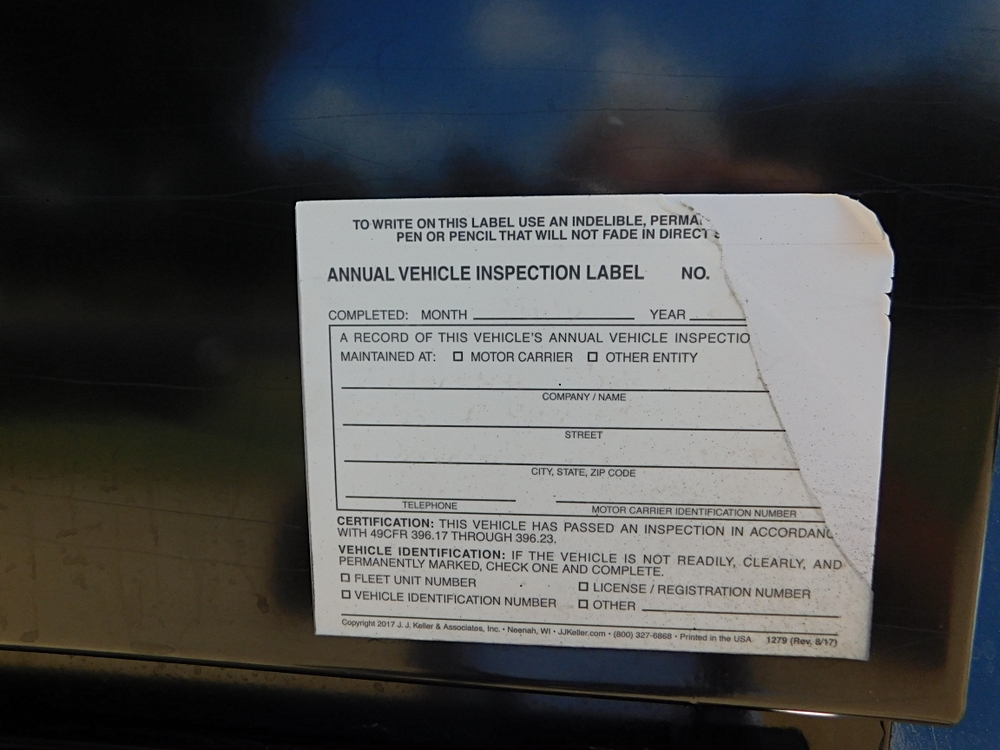 TO WRITE ON THIS LABEL USE AN INDELIBLE,
PEN OR PENCIL THAT WILL NOT FADE IN
ANNUAL VEHICLE INSPECTION LABEL NO.
COMPLETED: MONTH YEAR
A RECORD OF THIS VEHICLE'S ANNUAL VEHICLE
MAINTAINED AT: ☐ MOTOR CARRIER ☐ OTHER ENTITY
COMPANY / NAME
STREET
CITY, STATE, ZIP CODE
TELEPHONE MOTOR CARRIER IDENTIFICATION NUMBER
CERTIFICATION: THIS VEHICLE HAS PASSED AN INSPECTION IN
WITH 49CFR 396.17 THROUGH 396.23.
VEHICLE IDENTIFICATION: IF THE VEHICLE IS NOT READILY, CLEARLY, AND
PERMANENTLY MARKED, CHECK ONE AND COMPLETE.
☐ FLEET UNIT NUMBER ☐ LICENSE / REGISTRATION NUMBER
☐ VEHICLE IDENTIFICATION NUMBER ☐ OTHER
Copyright 2017 J. J. Keller & Associates, Inc. • Neenah, WI • JJKeller.com • (800) 327-6868 • Printed in the USA 1279 (Rev. 8/17)